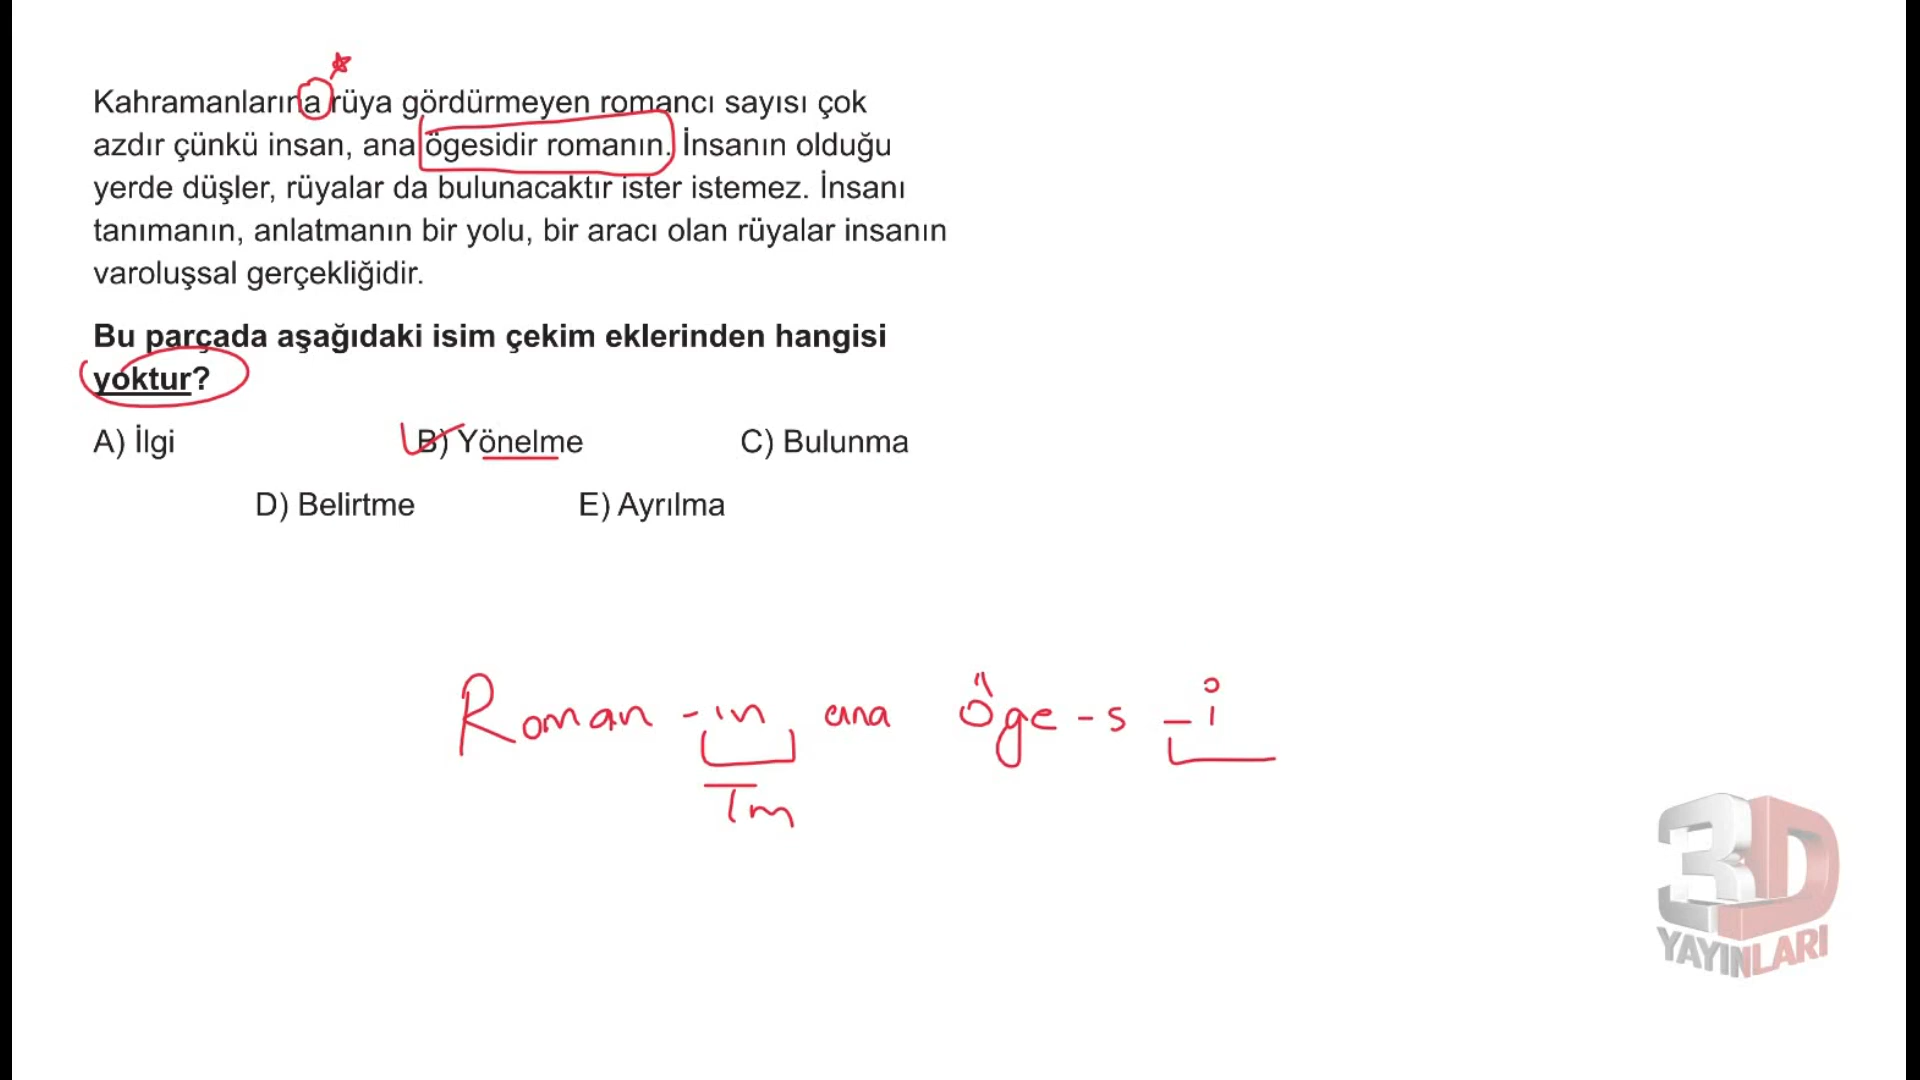 Kahramanlarına rüya gördürmeyen romancı sayısı çok
azdır çünkü insan, ana ögesidir romanın. İnsanın olduğu
yerde düşler, rüyalar da bulunacaktır ister istemez. İnsanı
tanımanın, anlatmanın bir yolu, bir aracı olan rüyalar insanın
varoluşsal gerçekliğidir.
Bu parçada aşağıdaki isim çekim eklerinden hangisi
yoktur?
A) İlgi B) Yönelme C) Bulunma
D) Belirtme E) Ayrılma
Roman -ın ana Öge -s -i
Tm
3D
YAYINLARI